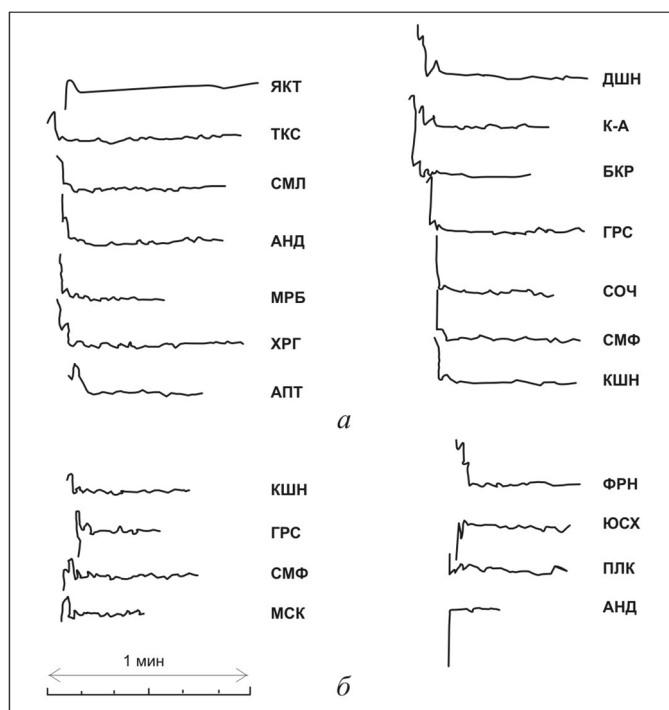 ЯКТ
ТКС
СМЛ
АНД
МРБ
ХРГ
АПТ
ДШН
К-А
БКР
ГРС
СОЧ
СМФ
КШН
а
КШН
ГРС
СМФ
МСК
ФРН
ЮСХ
ПЛК
АНД
1 мин
б